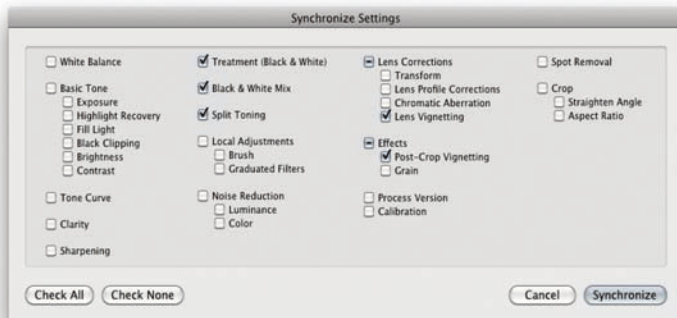 Synchronize Settings
White Balance
Basic Tone
Exposure
Highlight Recovery
Fill Light
Black Clipping
Brightness
Contrast
Tone Curve
Clarity
Sharpening
Treatment (Black & White)
Black & White Mix
Split Toning
Local Adjustments
Brush
Graduated Filters
Noise Reduction
Luminance
Color
Lens Corrections
Transform
Lens Profile Corrections
Chromatic Aberration
Lens Vignetting
Effects
Post-Crop Vignetting
Grain
Process Version
Calibration
Spot Removal
Crop
Straighten Angle
Aspect Ratio
Check All
Check None
Cancel
Synchronize